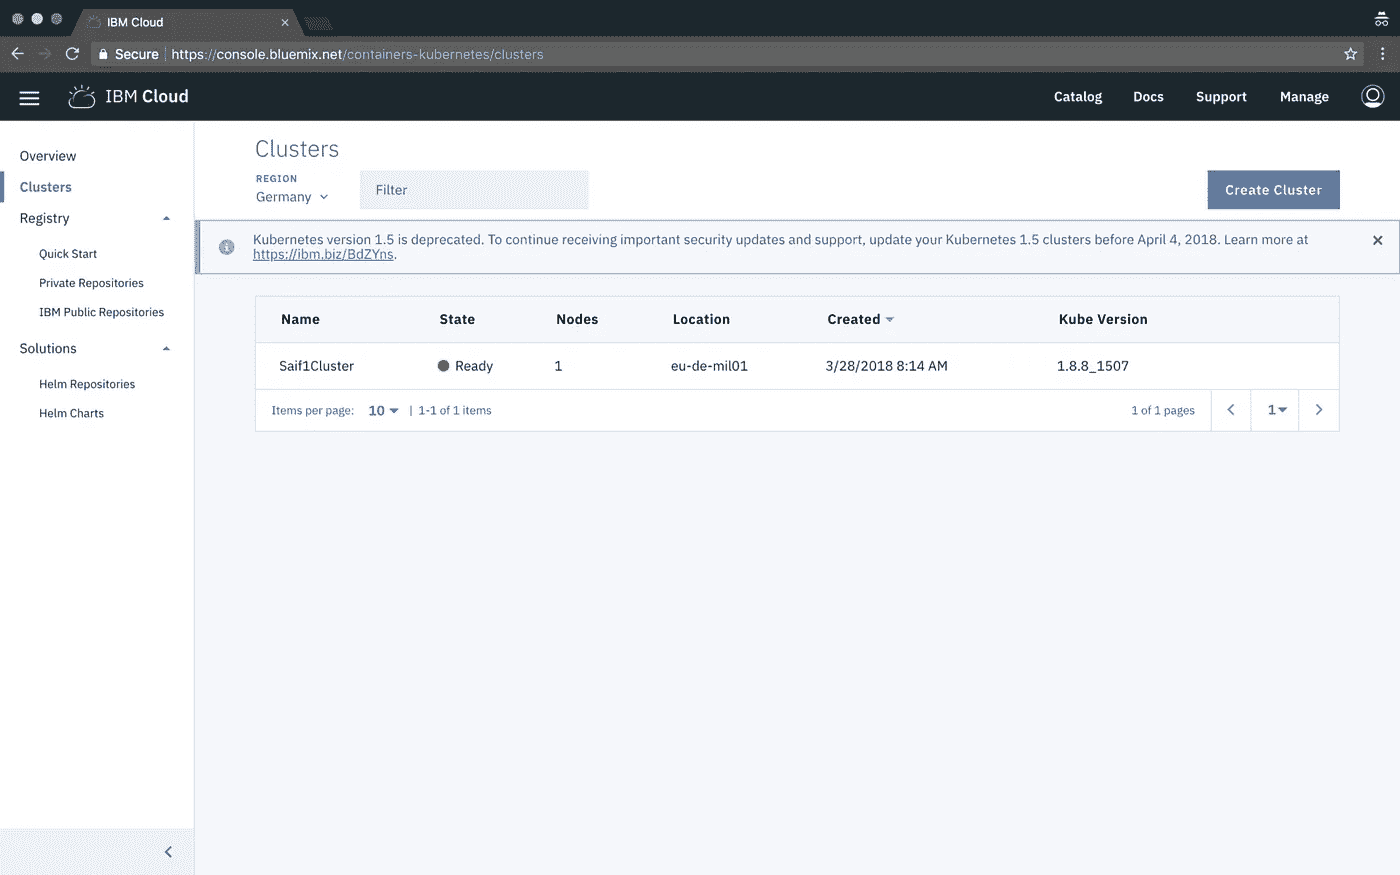 IBM Cloud
Secure https://console.bluemix.net/containers-kubernetes/clusters
IBM Cloud
Catalog Docs Support Manage
Overview
Clusters
Registry
Quick Start
Private Repositories
IBM Public Repositories
Solutions
Helm Repositories
Helm Charts
Clusters
REGION
Germany
Filter
Create Cluster
Kubernetes version 1.5 is deprecated. To continue receiving important security updates and support, update your Kubernetes 1.5 clusters before April 4, 2018. Learn more at
https://ibm.biz/BdZYns.
Name State Nodes Location Created Kube Version
Saif1Cluster Ready 1 eu-de-mil01 3/28/2018 8:14 AM 1.8.8_1507
Items per page: 10 | 1-1 of 1 items 1 of 1 pages 1